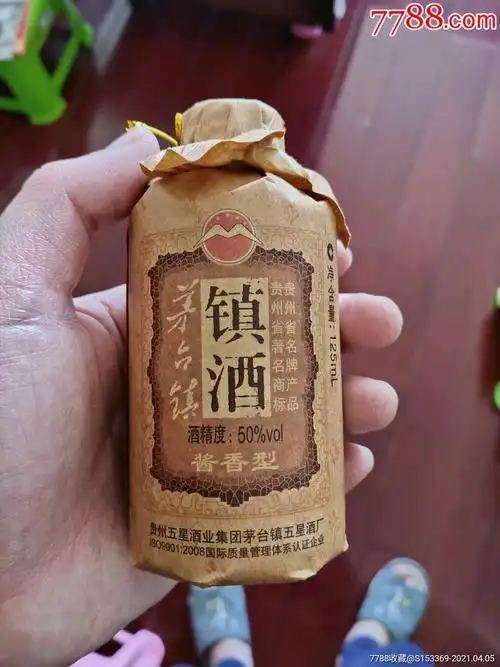 7788.com
茅台镇
镇酒
贵州省名牌产品
贵州省著名商标
净含量：125mL
酒精度：50%vol
酱香型
贵州五星酒业集团茅台镇五星酒厂
ISO9001:2008国际质量管理体系认证企业
7788收藏@S153369-2021.04.05